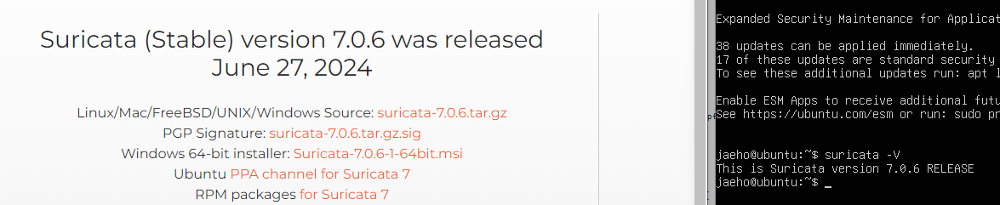 Suricata (Stable) version 7.0.6 was released
June 27, 2024
Linux/Mac/FreeBSD/UNIX/Windows Source: suricata-7.0.6.tar.gz
PGP Signature: suricata-7.0.6.tar.gz.sig
Windows 64-bit installer: Suricata-7.0.6-1-64bit.msi
Ubuntu PPA channel for Suricata 7
RPM packages for Suricata 7
Expanded Security Maintenance for Applicat
38 updates can be applied immediately.
17 of these updates are standard security
To see these additional updates run: apt l
Enable ESM Apps to receive additional futu
See https://ubuntu.com/esm or run: sudo pr
jaeho@ubuntu:~$ suricata -V
This is Suricata version 7.0.6 RELEASE
jaeho@ubuntu:~$ _